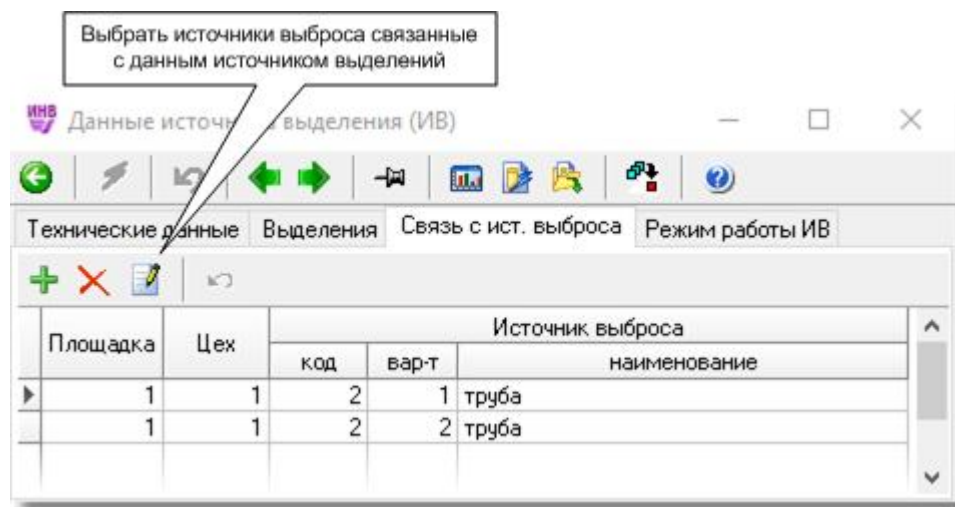 Выбрать источники выброса связанные
с данным источником выделений
ИНВ
Данные источ выделения (ИВ)
Технические данные Выделения Связь с ист. выброса Режим работы ИВ
Площадка Цех Источник выброса
код вар-т наименование
1 1 2 1 труба
1 1 2 2 труба